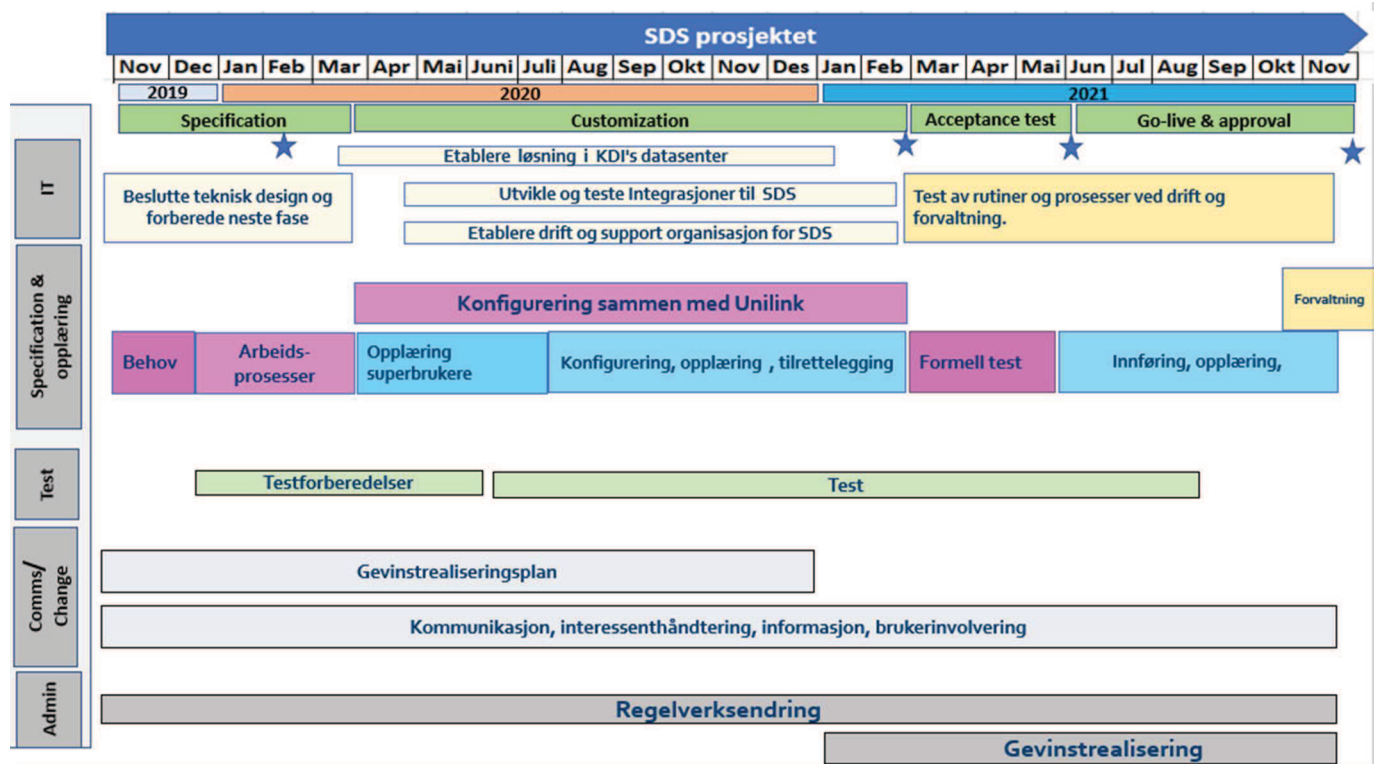 SDS prosjektet
Nov Dec Jan Feb Mar Apr Mai Juni Juli Aug Sep Okt Nov Des Jan Feb Mar Apr Mai Jun Jul Aug Sep Okt Nov
2019 2020 2021
Specification Customization Acceptance test Go-live & approval
IT
Etablere løsning i KDI's datasenter
Beslutte teknisk design og
forberede neste fase
Utvikle og teste Integrasjoner til SDS
Etablere drift og support organisasjon for SDS
Test av rutiner og prosesser ved drift og
forvaltning.
Specification &
opplæring
Konfigurering sammen med Unilink
Forvaltning
Behov
Arbeids-
prosesser
Opplæring
superbrukere
Konfigurering, opplæring , tilrettelegging
Formell test
Innføring, opplæring,
Test
Testforberedelser
Test
Comms/
Change
Gevinstrealiseringsplan
Kommunikasjon, interessenthåndtering, informasjon, brukerinvolvering
Admin
Regelverksendring
Gevinstrealisering